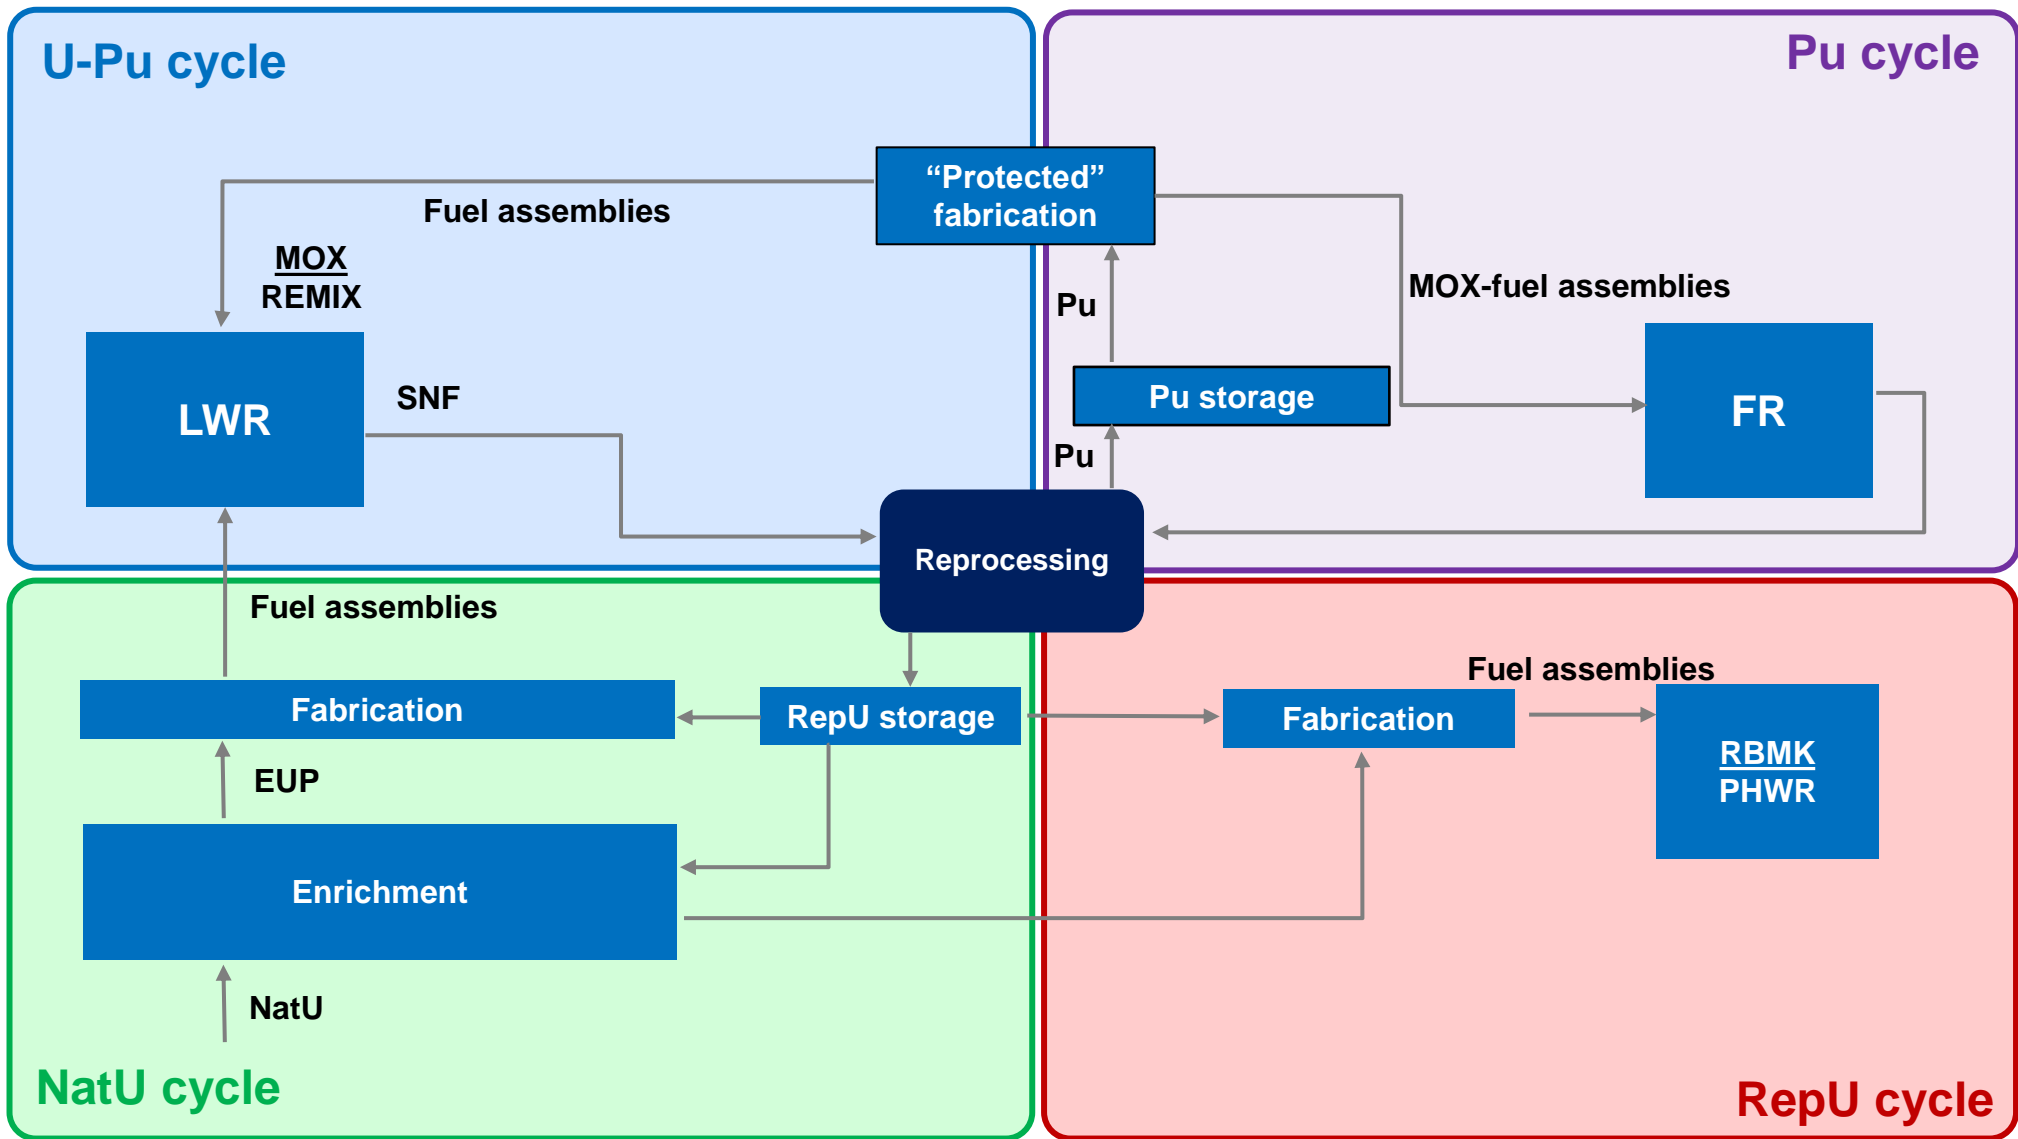 U-Pu cycle
Pu cycle
“Protected”
fabrication
Fuel assemblies
MOX
REMIX
MOX-fuel assemblies
Pu
LWR
SNF
Pu storage
FR
Pu
Reprocessing
Fuel assemblies
Fuel assemblies
Fabrication
RepU storage
Fabrication
RBMK
PHWR
EUP
Enrichment
NatU
NatU cycle
RepU cycle